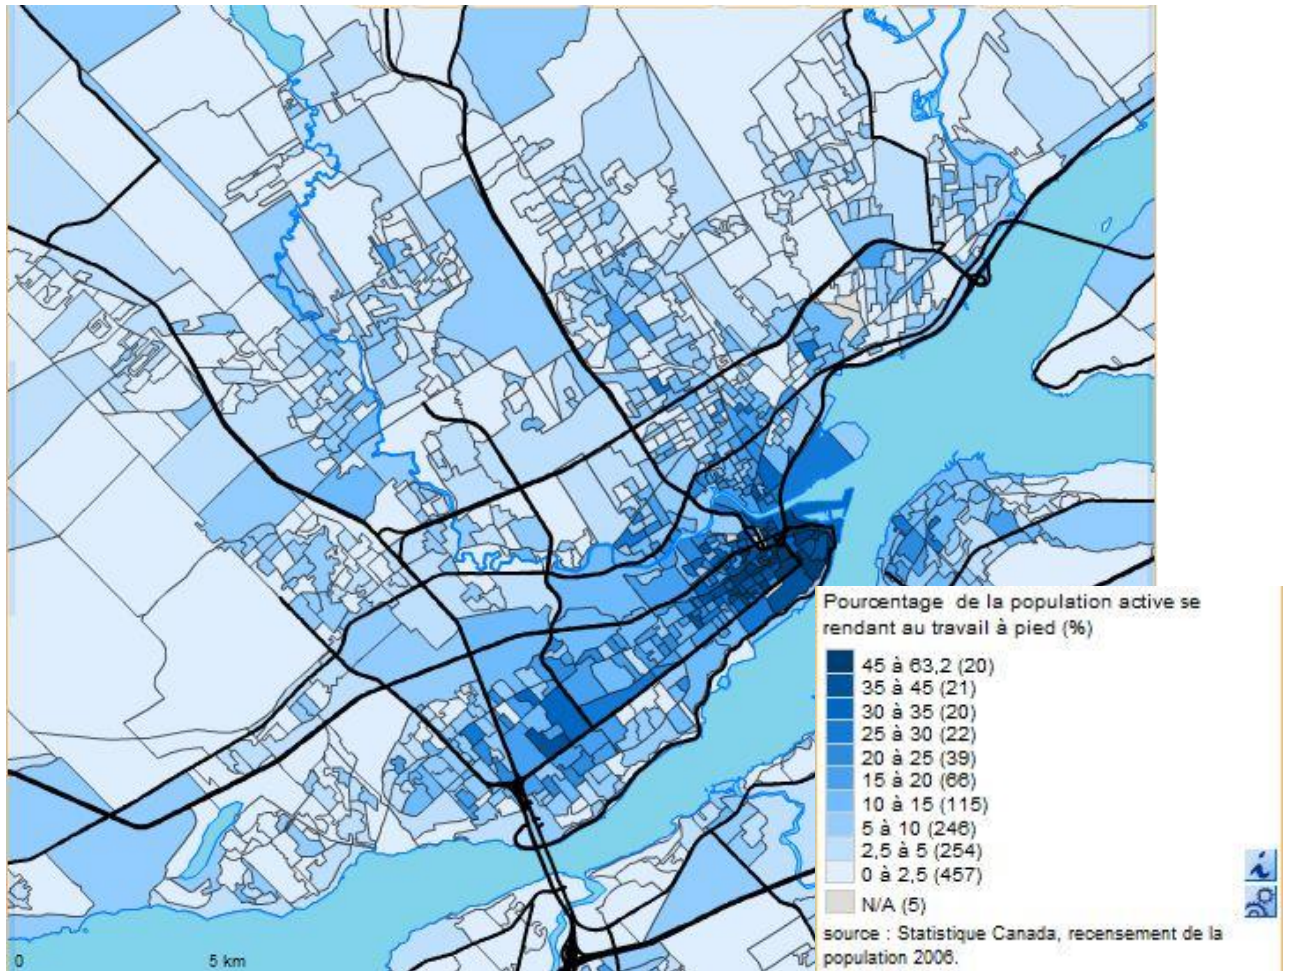 Pourcentage de la population active se
rendant au travail à pied (%)
45 à 63,2 (20)
35 à 45 (21)
30 à 35 (20)
25 à 30 (22)
20 à 25 (39)
15 à 20 (66)
10 à 15 (115)
5 à 10 (246)
2,5 à 5 (254)
0 à 2,5 (457)
N/A (5)
source : Statistique Canada, recensement de la
population 2006.
0 5 km